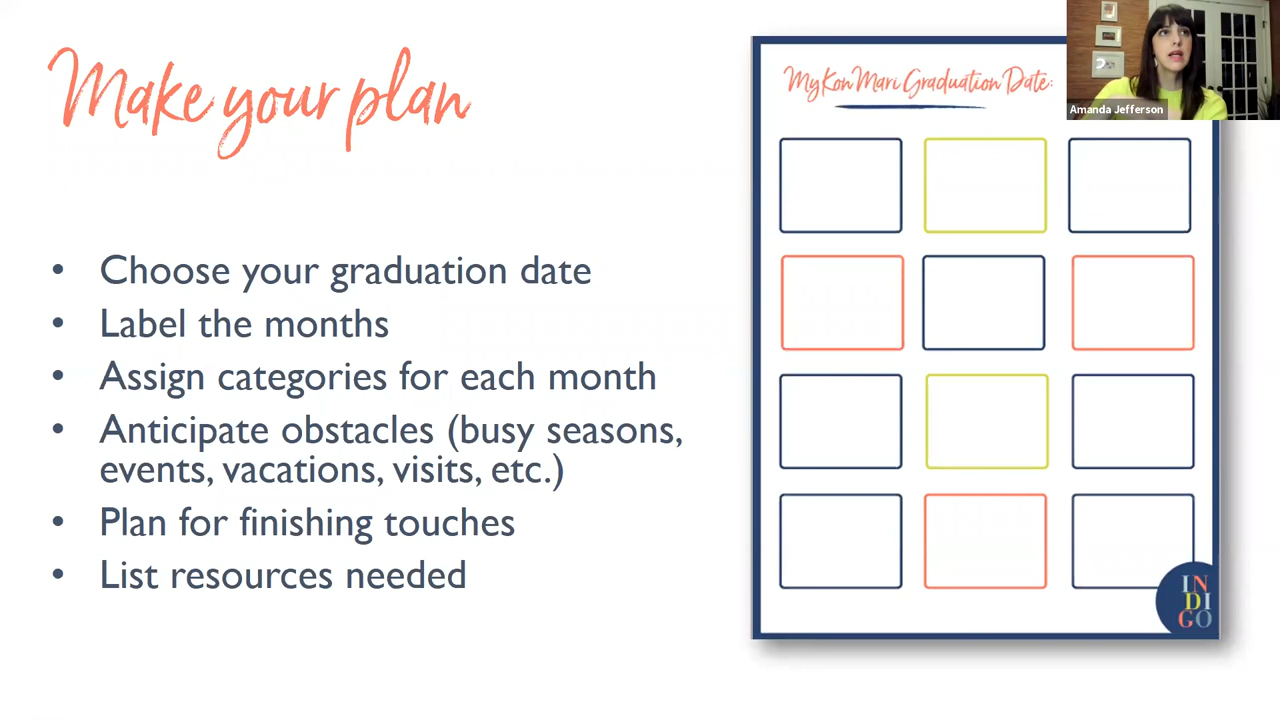 Make your plan
• Choose your graduation date
• Label the months
• Assign categories for each month
• Anticipate obstacles (busy seasons,
events, vacations, visits, etc.)
• Plan for finishing touches
• List resources needed
My KonMari Graduation Date:
Amanda Jefferson
IN
DI
GO